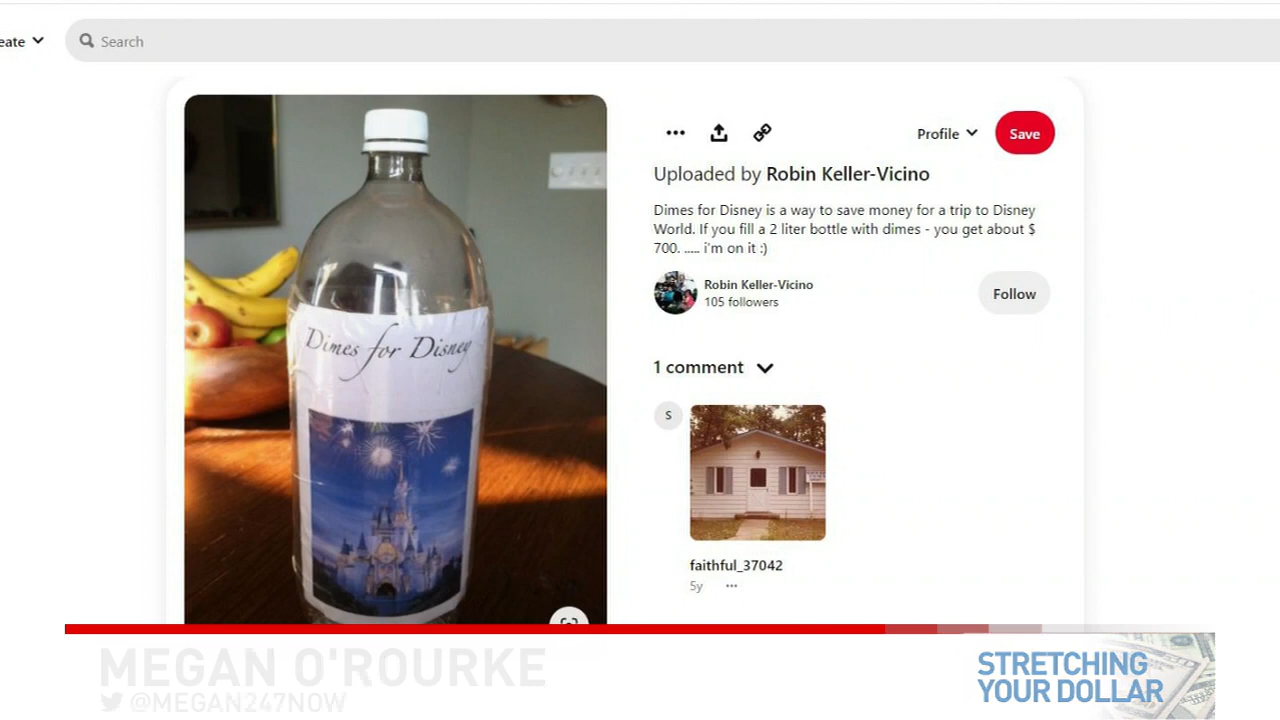 eate
Search
Profile
Save
Uploaded by Robin Keller-Vicino
Dimes for Disney is a way to save money for a trip to Disney
World. If you fill a 2 liter bottle with dimes - you get about $
700. ..... i'm on it :)
Robin Keller-Vicino
105 followers
Follow
1 comment
S
faithful_37042
5y
Dimes for Disney
MEGAN O'ROURKE
@MEGAN247NOW
STRETCHING
YOUR DOLLAR